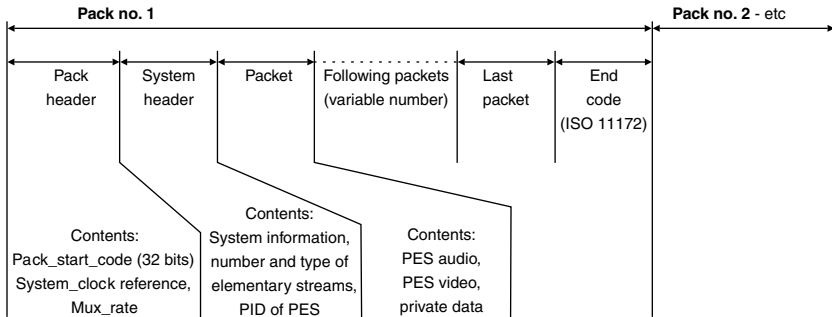 Pack no. 1
Pack no. 2 - etc
Pack
header
System
header
Packet
Following packets
(variable number)
Last
packet
End
code
(ISO 11172)
Contents:
Pack_start_code (32 bits)
System_clock reference,
Mux_rate
Contents:
System information,
number and type of
elementary streams,
PID of PES
Contents:
PES audio,
PES video,
private data